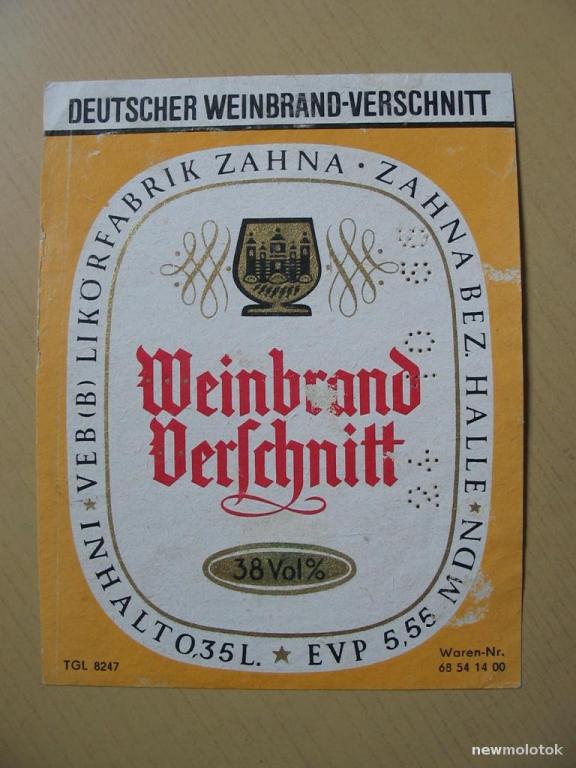 DEUTSCHER WEINBRAND-VERSCHNITT
VEB(B) LIKÖRFABRIK ZAHNA · ZAHNA BEZ. HALLE
Weinbrand
Verschnitt
38 Vol%
INHALT 0,35 L. ★ EVP 5,55 MDN
TGL 8247
Waren-Nr.
68 54 14 00
newmolotok